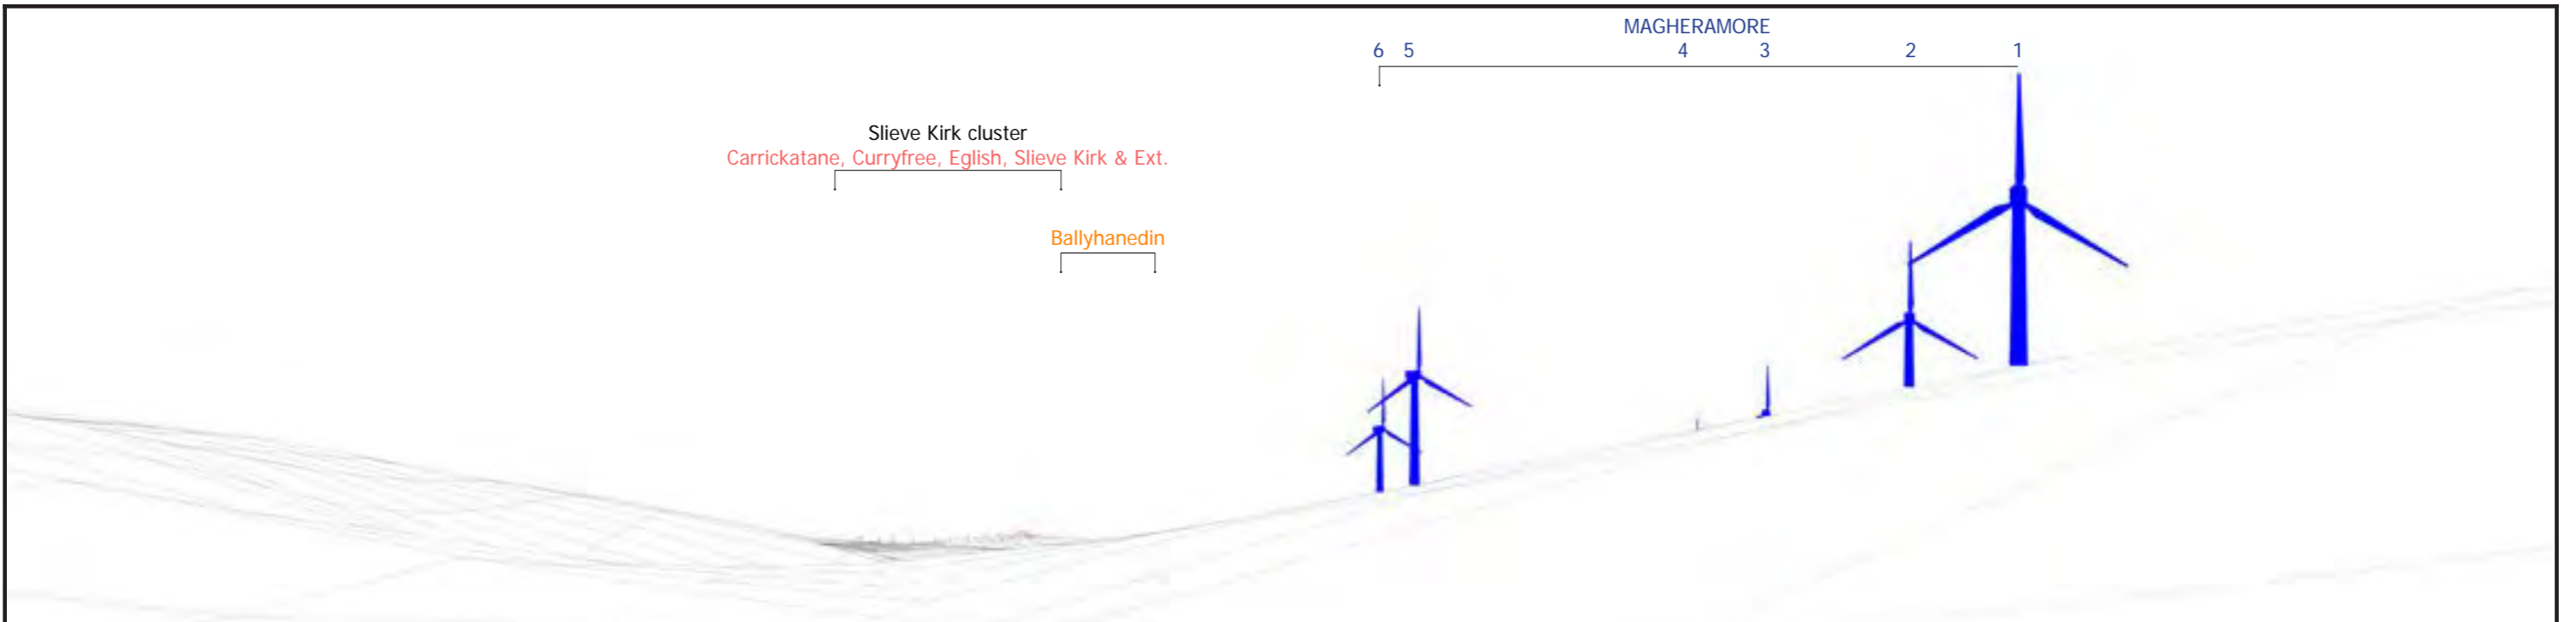 MAGHERAMORE
6 5 4 3 2 1
Slieve Kirk cluster
Carrickatane, Curryfree, Eglish, Slieve Kirk & Ext.
Ballyhanedin